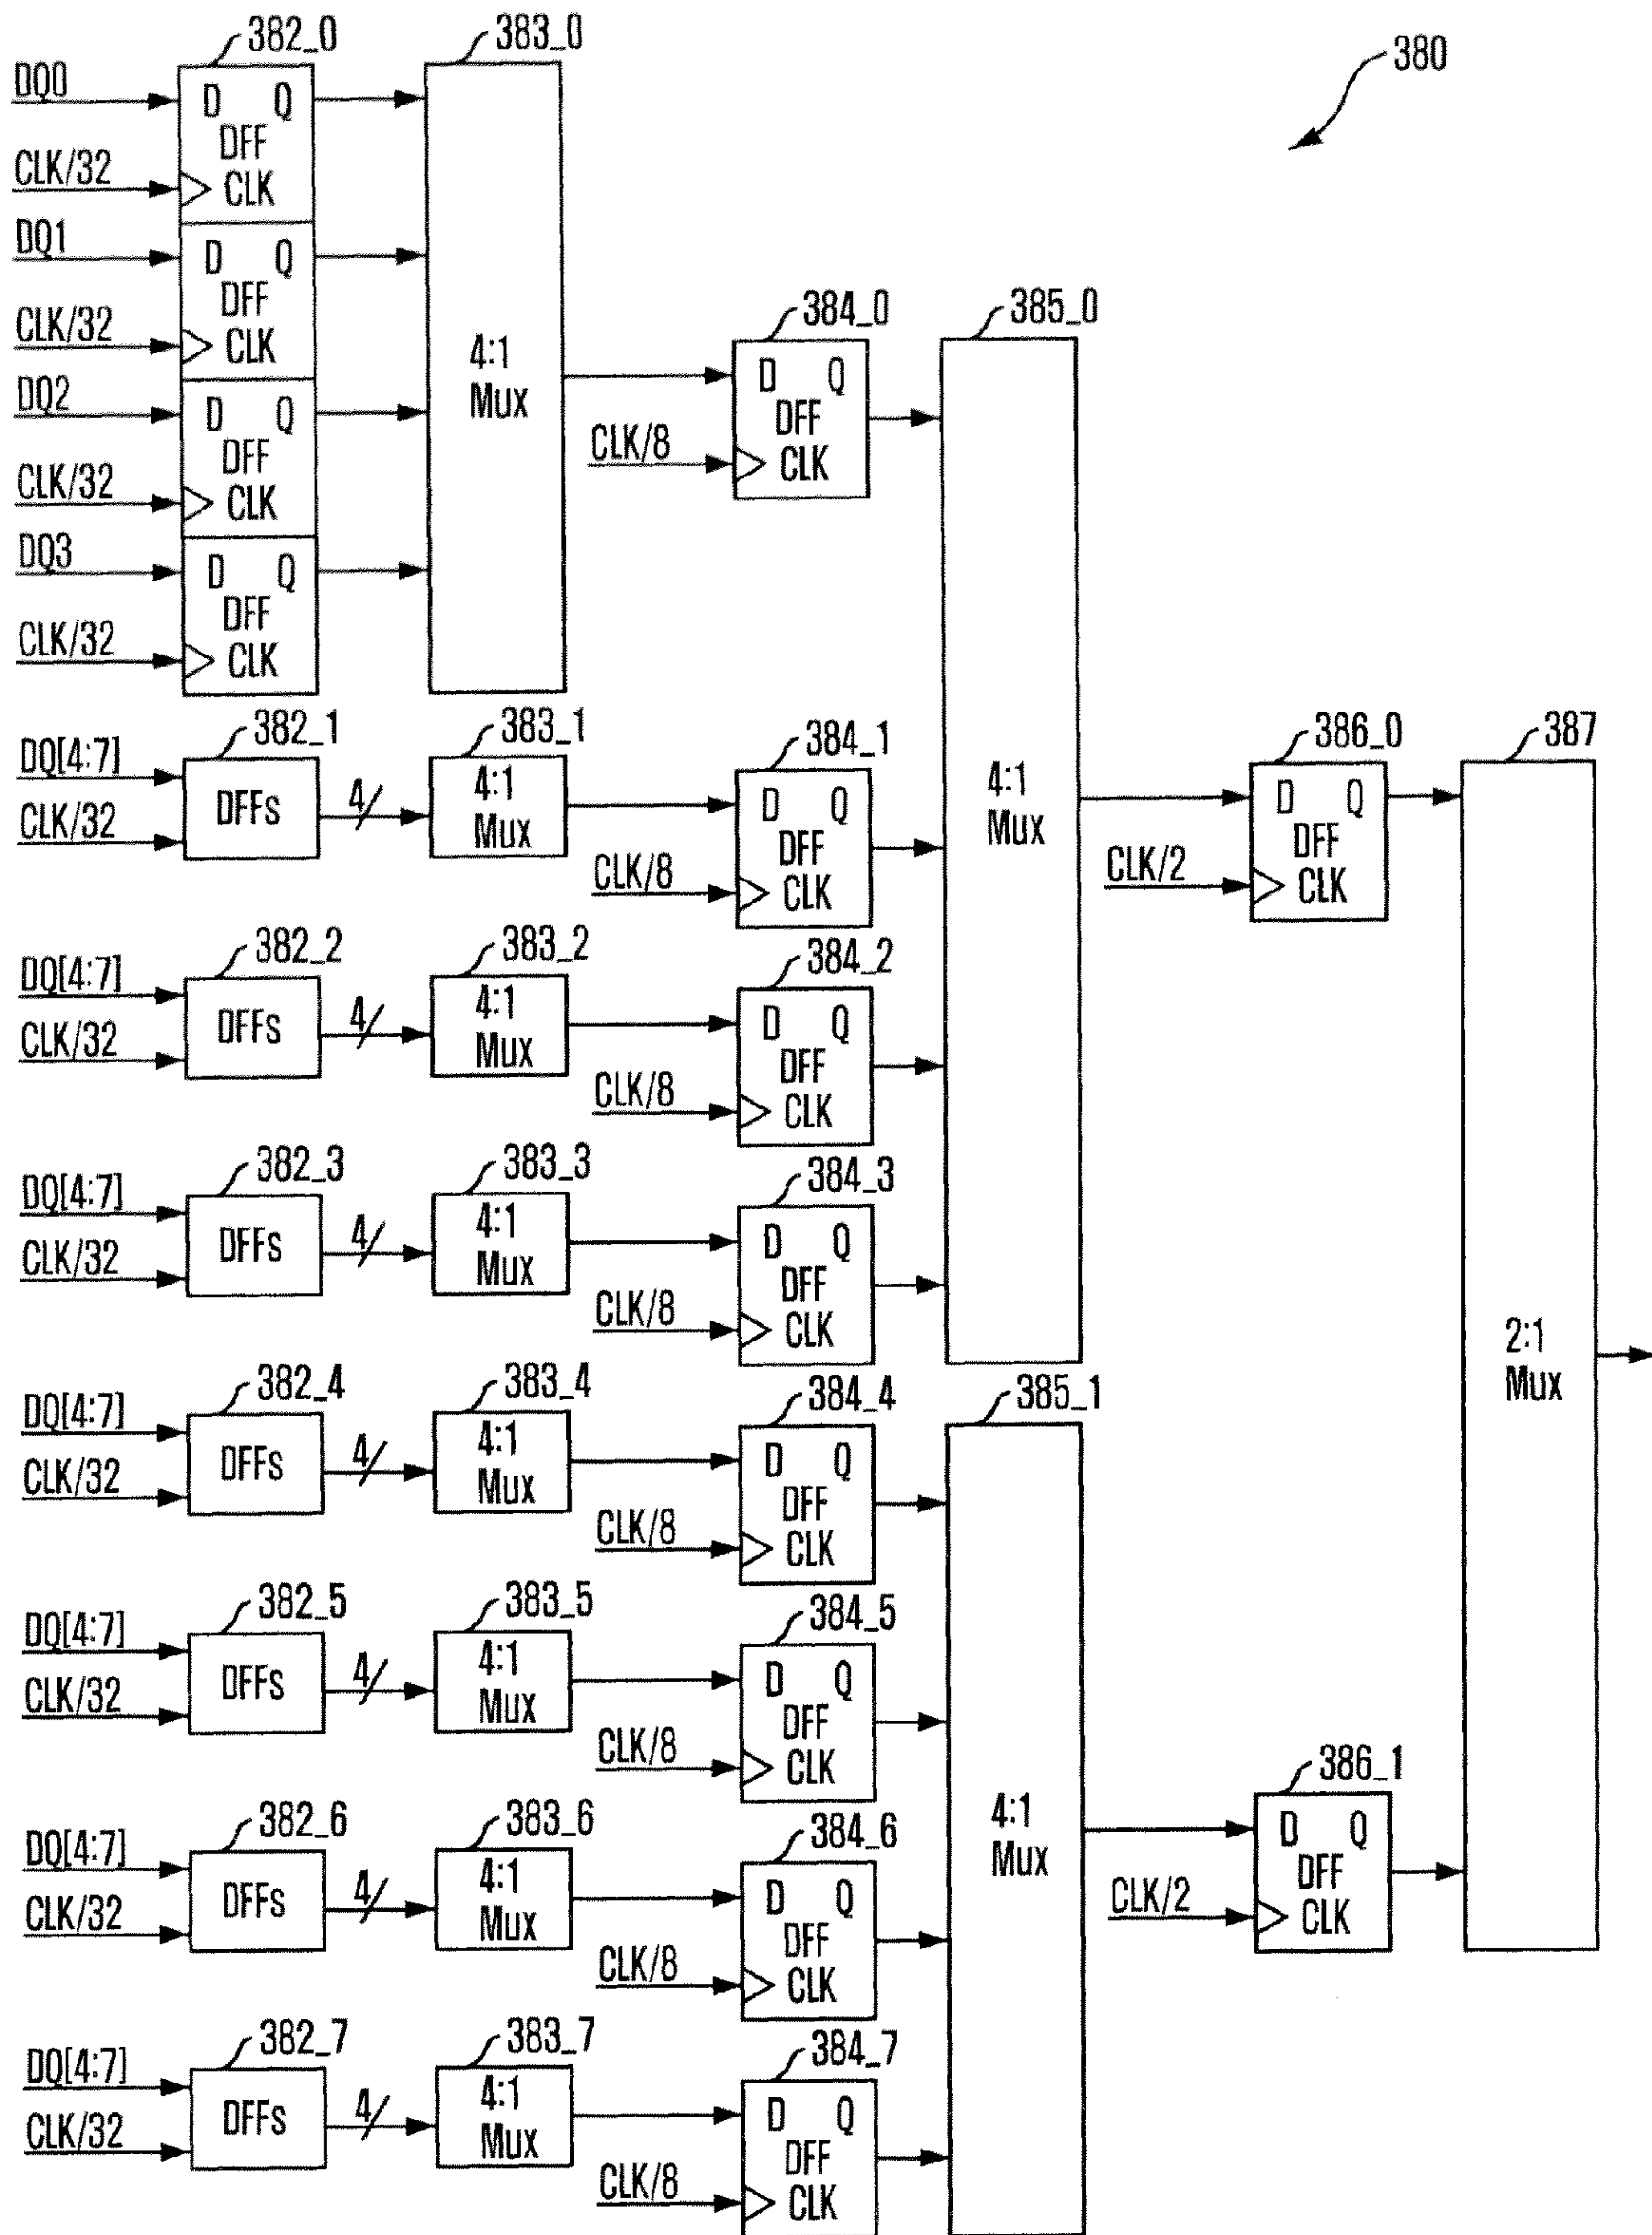 382_0
383_0
380
DQ0
D Q
DFF
CLK/32
CLK
DQ1
D Q
DFF
CLK/32
CLK
DQ2
D Q
DFF
CLK/32
CLK
DQ3
D Q
DFF
CLK/32
CLK
4:1
Mux
384_0
D Q
DFF
CLK/8
CLK
385_0
4:1
Mux
382_1
383_1
384_1
DQ[4:7]
CLK/32
DFFs
4
4:1
Mux
D Q
DFF
CLK/8
CLK
386_0
D Q
DFF
CLK/2
CLK
387
2:1
Mux
382_2
383_2
384_2
DQ[4:7]
CLK/32
DFFs
4
4:1
Mux
D Q
DFF
CLK/8
CLK
382_3
383_3
384_3
DQ[4:7]
CLK/32
DFFs
4
4:1
Mux
D Q
DFF
CLK/8
CLK
382_4
383_4
384_4
385_1
DQ[4:7]
CLK/32
DFFs
4
4:1
Mux
D Q
DFF
CLK/8
CLK
382_5
383_5
384_5
DQ[4:7]
CLK/32
DFFs
4
4:1
Mux
D Q
DFF
CLK/8
CLK
4:1
Mux
386_1
D Q
DFF
CLK/2
CLK
382_6
383_6
384_6
DQ[4:7]
CLK/32
DFFs
4
4:1
Mux
D Q
DFF
CLK/8
CLK
382_7
383_7
384_7
DQ[4:7]
CLK/32
DFFs
4
4:1
Mux
D Q
DFF
CLK/8
CLK